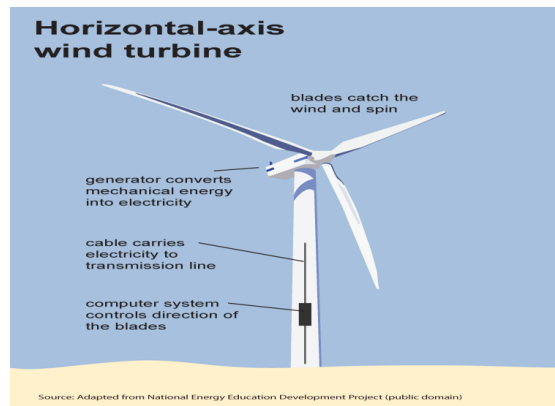 Horizontal-axis
wind turbine
blades catch the
wind and spin
generator converts
mechanical energy
into electricity
cable carries
electricity to
transmission line
computer system
controls direction of
the blades
Source: Adapted from National Energy Education Development Project (public domain)